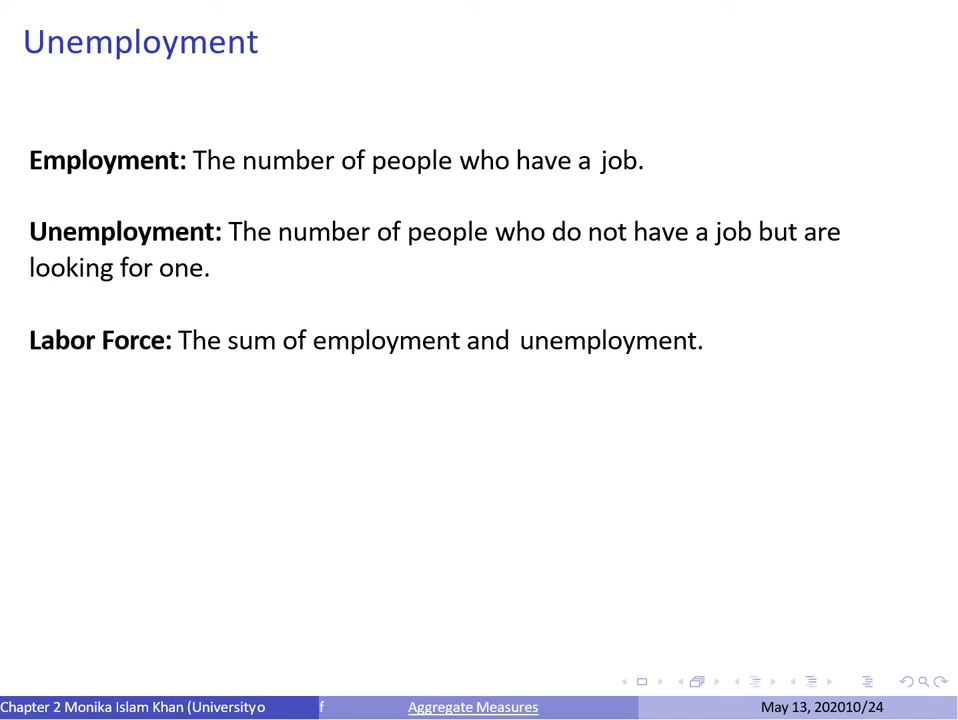 Unemployment
Employment: The number of people who have a job.
Unemployment: The number of people who do not have a job but are
looking for one.
Labor Force: The sum of employment and unemployment.
Chapter 2 Monika Islam Khan (Universityo f Aggregate Measures May 13, 202010/24